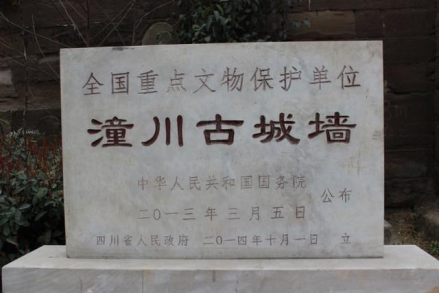 全国重点文物保护单位
潼川古城墙
中华人民共和国国务院
公布
二〇一三年三月五日
四川省人民政府 二〇一四年十月一日 立